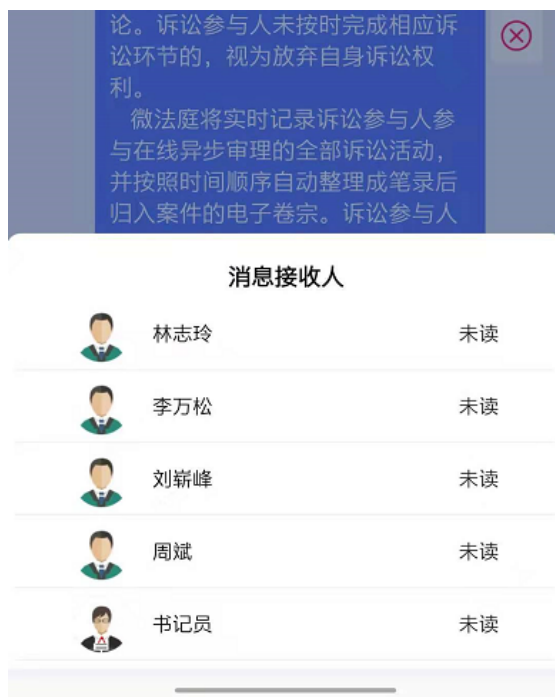 论。诉讼参与人未按时完成相应诉
讼环节的，视为放弃自身诉讼权
利。
微法庭将实时记录诉讼参与人参
与在线异步审理的全部诉讼活动，
并按照时间顺序自动整理成笔录后
归入案件的电子卷宗。诉讼参与人
消息接收人
林志玲 未读
李万松 未读
刘崭峰 未读
周斌 未读
书记员 未读